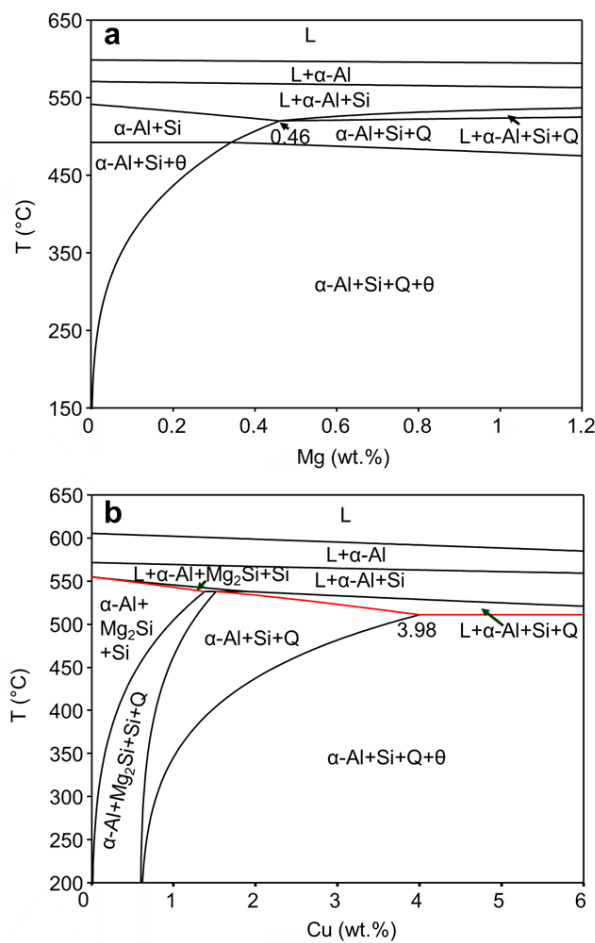 a
650
550
450
350
250
150
T (°C)
L
L+α-Al
L+α-Al+Si
α-Al+Si
0.46
α-Al+Si+Q
L+α-Al+Si+Q
α-Al+Si+θ
α-Al+Si+Q+θ
0
0.2
0.4
0.6
0.8
1
1.2
Mg (wt.%)
b
650
600
550
500
450
400
350
300
250
200
T (°C)
L
L+α-Al
L+α-Al+Mg₂Si+Si
L+α-Al+Si
α-Al+
Mg₂Si
+Si
α-Al+Si+Q
3.98
L+α-Al+Si+Q
α-Al+Mg₂Si+Si+Q
α-Al+Si+Q+θ
0
1
2
3
4
5
6
Cu (wt.%)